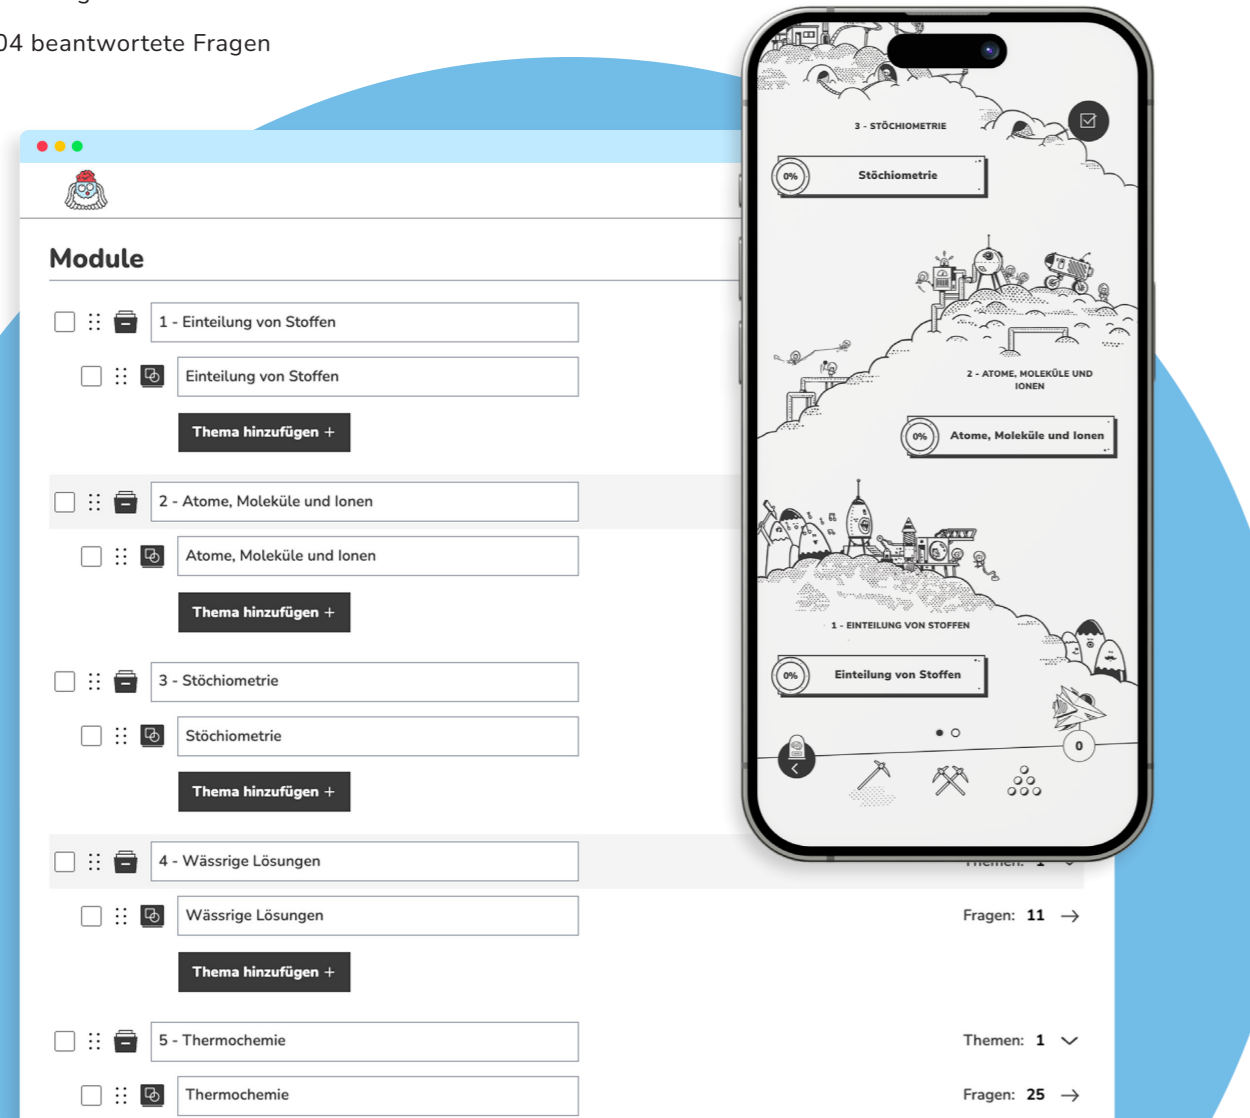 04 beantwortete Fragen
Module
1 - Einteilung von Stoffen
Einteilung von Stoffen
Thema hinzufügen +
2 - Atome, Moleküle und Ionen
Atome, Moleküle und Ionen
Thema hinzufügen +
3 - Stöchiometrie
Stöchiometrie
Thema hinzufügen +
4 - Wässrige Lösungen
Themen: 1
Wässrige Lösungen
Fragen: 11
Thema hinzufügen +
5 - Thermochemie
Themen: 1
Thermochemie
Fragen: 25
3 - STÖCHIOMETRIE
0%
Stöchiometrie
2 - ATOME, MOLEKÜLE UND
IONEN
0%
Atome, Moleküle und Ionen
1 - EINTEILUNG VON STOFFEN
0%
Einteilung von Stoffen
0